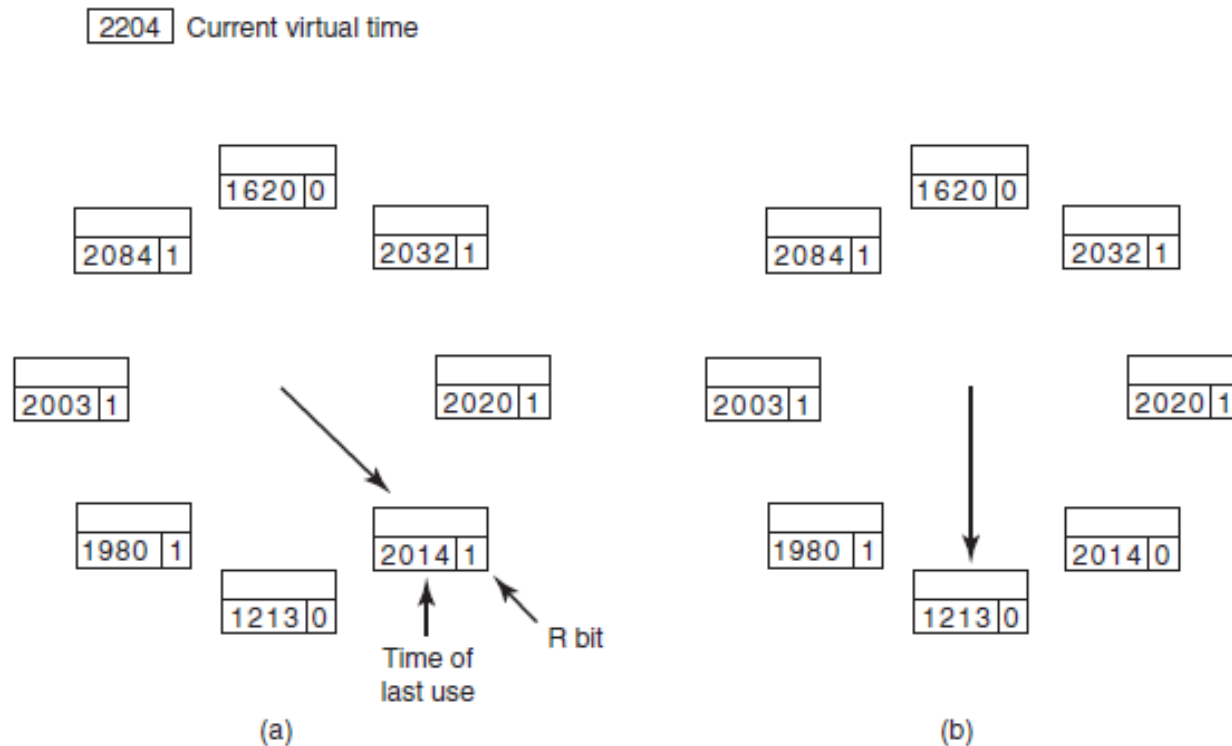 2204 Current virtual time
1620 0
1620 0
2084 1
2032 1
2084 1
2032 1
2003 1
2020 1
2003 1
2020 1
1980 1
2014 1
1980 1
2014 0
1213 0
1213 0
R bit
Time of
last use
(a)
(b)